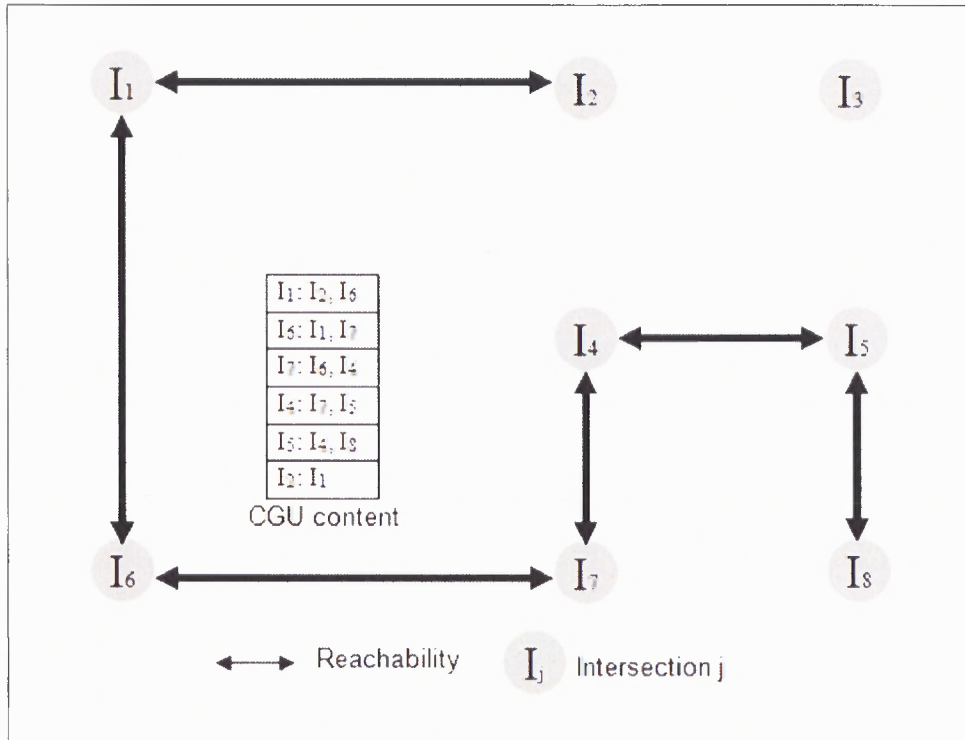 I1 I2 I3
I1: I2, I6
I6: I1, I7
I7: I6, I4
I4: I7, I5
I5: I4, I8
I2: I1
CGU content
I4 I5
I6 I7 I8
Reachability Ij Intersection j